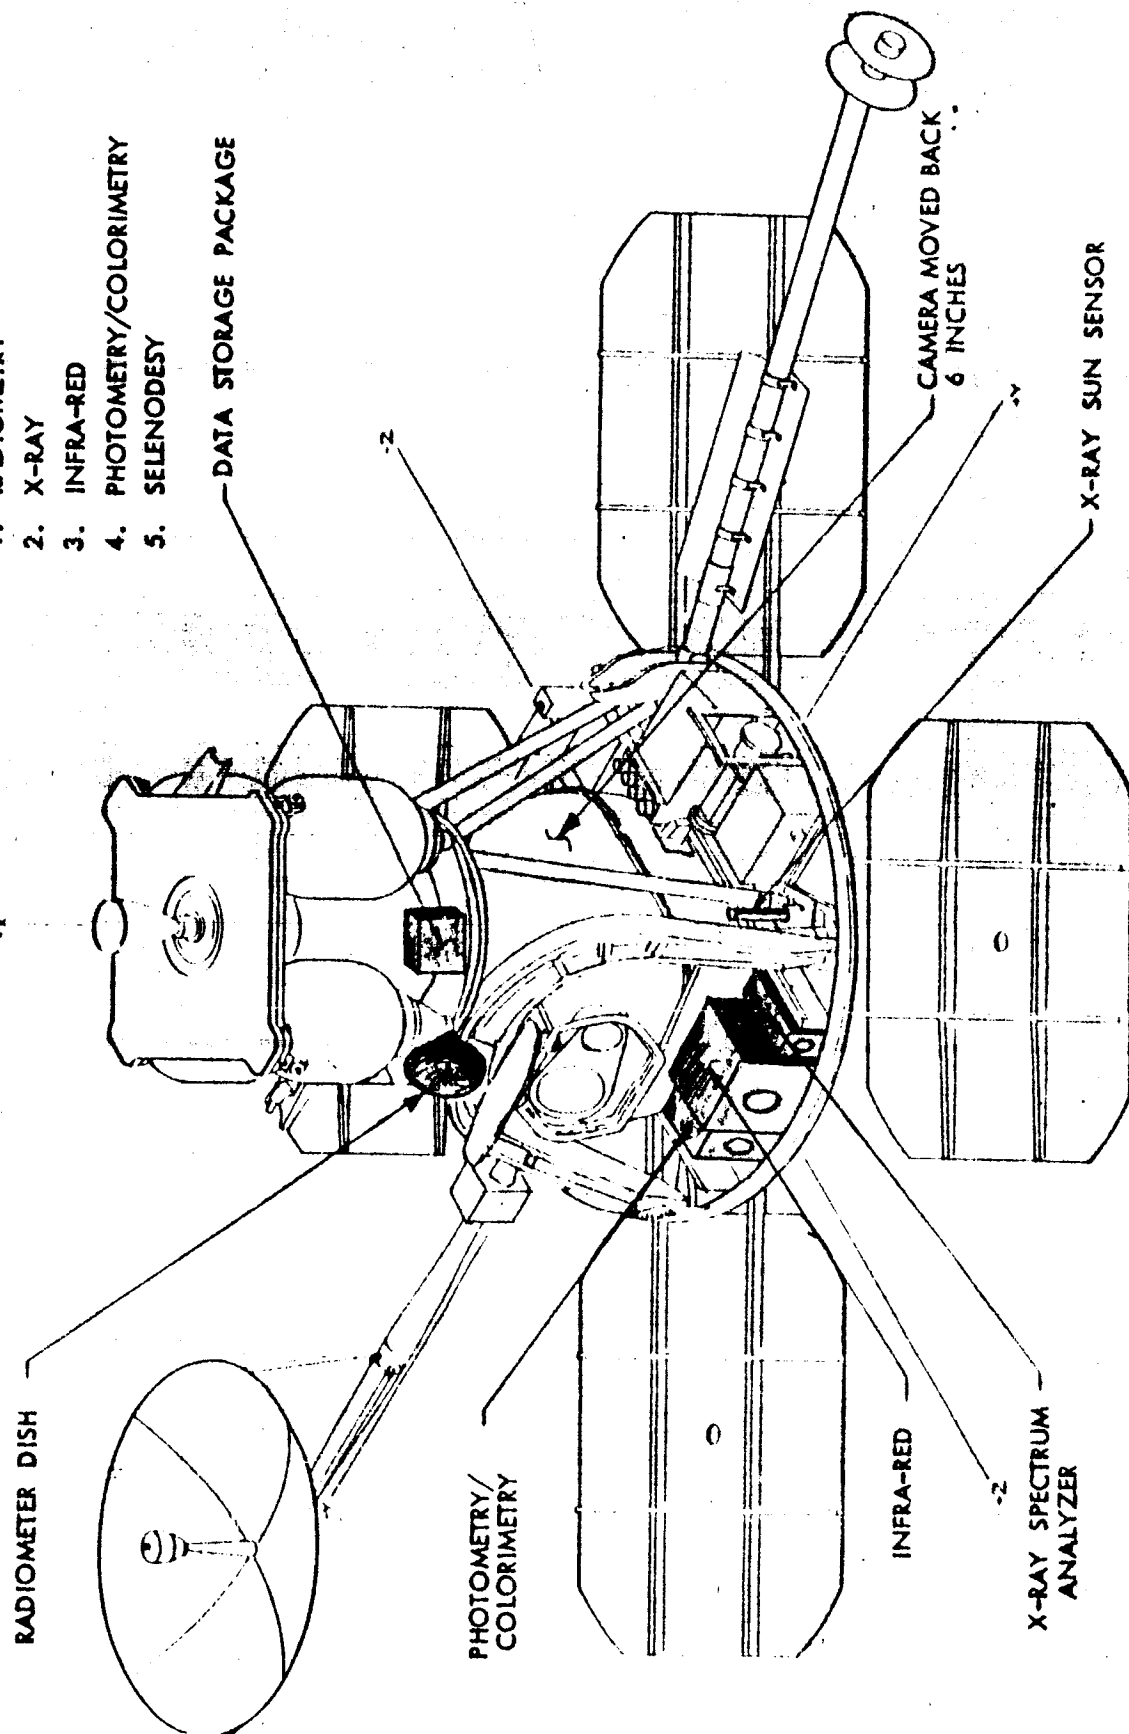 2. X-RAY
3. INFRA-RED
4. PHOTOMETRY/COLORIMETRY
5. SELENODESY
DATA STORAGE PACKAGE
RADIOMETER DISH
-Z
CAMERA MOVED BACK
6 INCHES
X-RAY SUN SENSOR
PHOTOMETRY/
COLORIMETRY
INFRA-RED
X-RAY SPECTRUM
ANALYZER